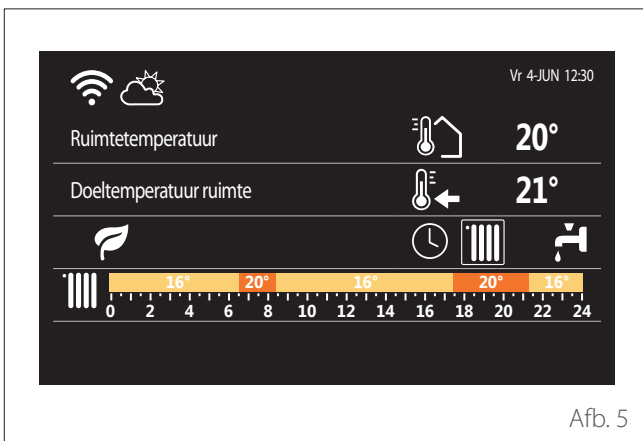 Vr 4-JUN 12:30
Ruimtetemperatuur 20°
Doeltemperatuur ruimte 21°
16° 20° 16° 20° 16°
0 2 4 6 8 10 12 14 16 18 20 22 24
Afb. 5